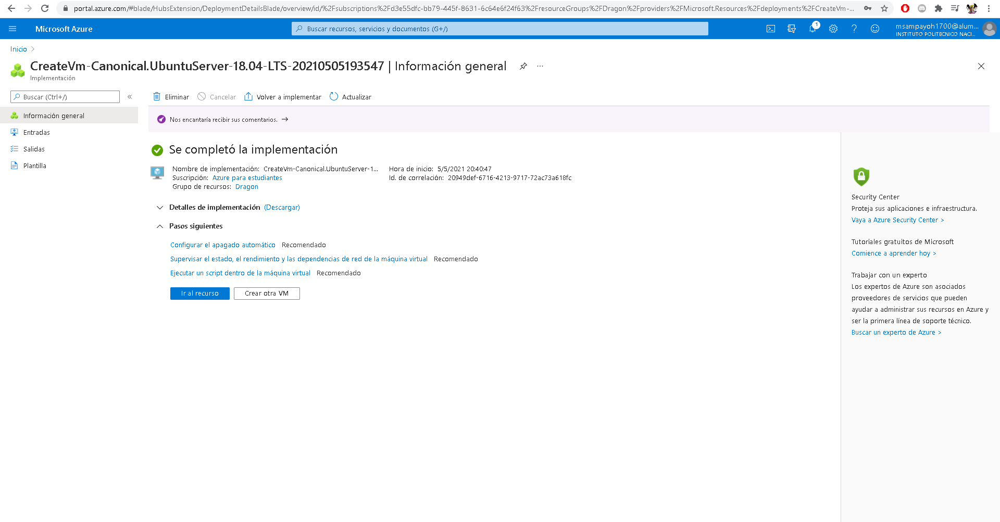 portal.azure.com/#blade/HubsExtension/DeploymentDetailsBlade/overview/id/%2Fsubscriptions%2Fd3e55dfc-bb79-445f-8631-6c64e6f24f63%2FresourceGroups%2FDragon%2Fproviders%2FMicrosoft.Resources%2Fdeployments%2FCreateVm-...
Microsoft Azure
Buscar recursos, servicios y documentos (G+/)
1
msampayoh1700@alum...
INSTITUTO POLITECNICO NACI...
Inicio >
CreateVm-Canonical.UbuntuServer-18.04-LTS-20210505193547 | Información general
Implementación
Buscar (Ctrl+/)
«
Información general
Entradas
Salidas
Plantilla
Eliminar
Cancelar
Volver a implementar
Actualizar
Nos encantaría recibir sus comentarios. →
Se completó la implementación
Nombre de implementación: CreateVm-Canonical.UbuntuServer-1...
Suscripción: Azure para estudiantes
Grupo de recursos: Dragon
Hora de inicio: 5/5/2021 20:40:47
Id. de correlación: 20949def-6716-4213-9717-72ac73a618fc
Detalles de implementación (Descargar)
Pasos siguientes
Configurar el apagado automático Recomendado
Supervisar el estado, el rendimiento y las dependencias de red de la máquina virtual Recomendado
Ejecutar un script dentro de la máquina virtual Recomendado
Ir al recurso
Crear otra VM
Security Center
Proteja sus aplicaciones e infraestructura.
Vaya a Azure Security Center >
Tutoriales gratuitos de Microsoft
Comience a aprender hoy >
Trabajar con un experto
Los expertos de Azure son asociados
proveedores de servicios que pueden
ayudar a administrar sus recursos en Azure y
ser la primera línea de soporte técnico.
Buscar un experto de Azure >